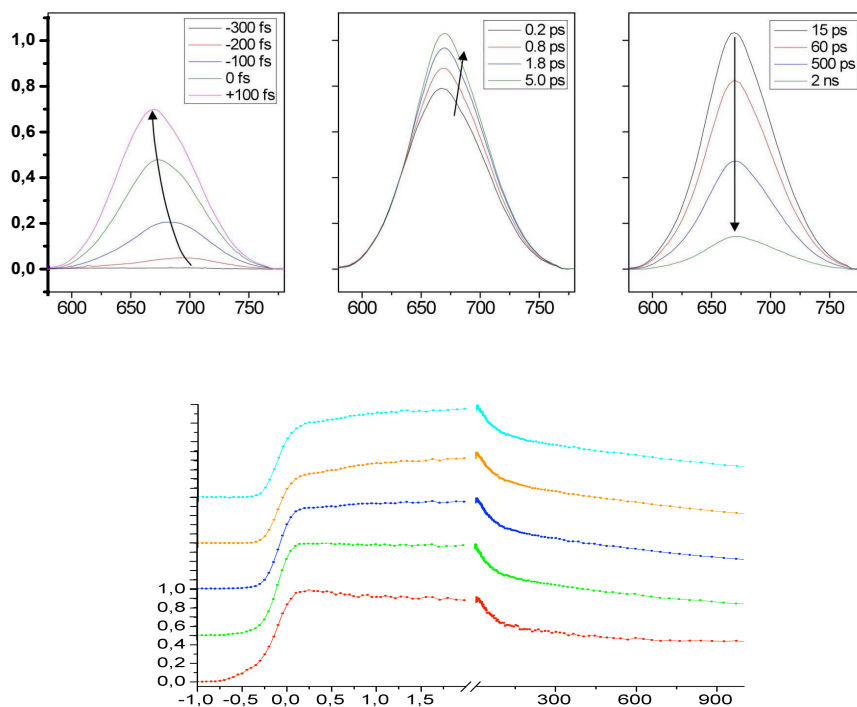 1,0
0,8
0,6
0,4
0,2
0,0
600 650 700 750
-300 fs
-200 fs
-100 fs
0 fs
+100 fs
600 650 700 750
0.2 ps
0.8 ps
1.8 ps
5.0 ps
600 650 700 750
15 ps
60 ps
500 ps
2 ns
1,0
0,8
0,6
0,4
0,2
0,0
-1,0 -0,5 0,0 0,5 1,0 1,5 300 600 900